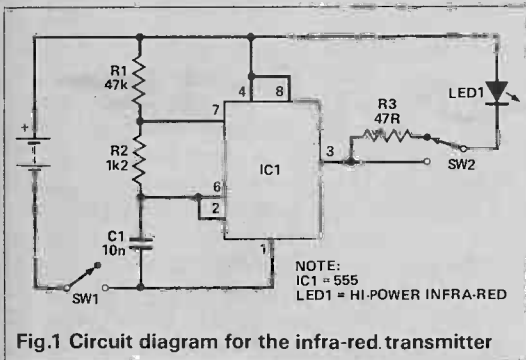 R1
47k
R2
1k2
C1
10n
SW1
+
4
8
7
6
2
1
3
IC1
R3
47R
SW2
LED1
NOTE:
IC1 = 555
LED1 = HI-POWER INFRA-RED
Fig.1 Circuit diagram for the infra-red transmitter